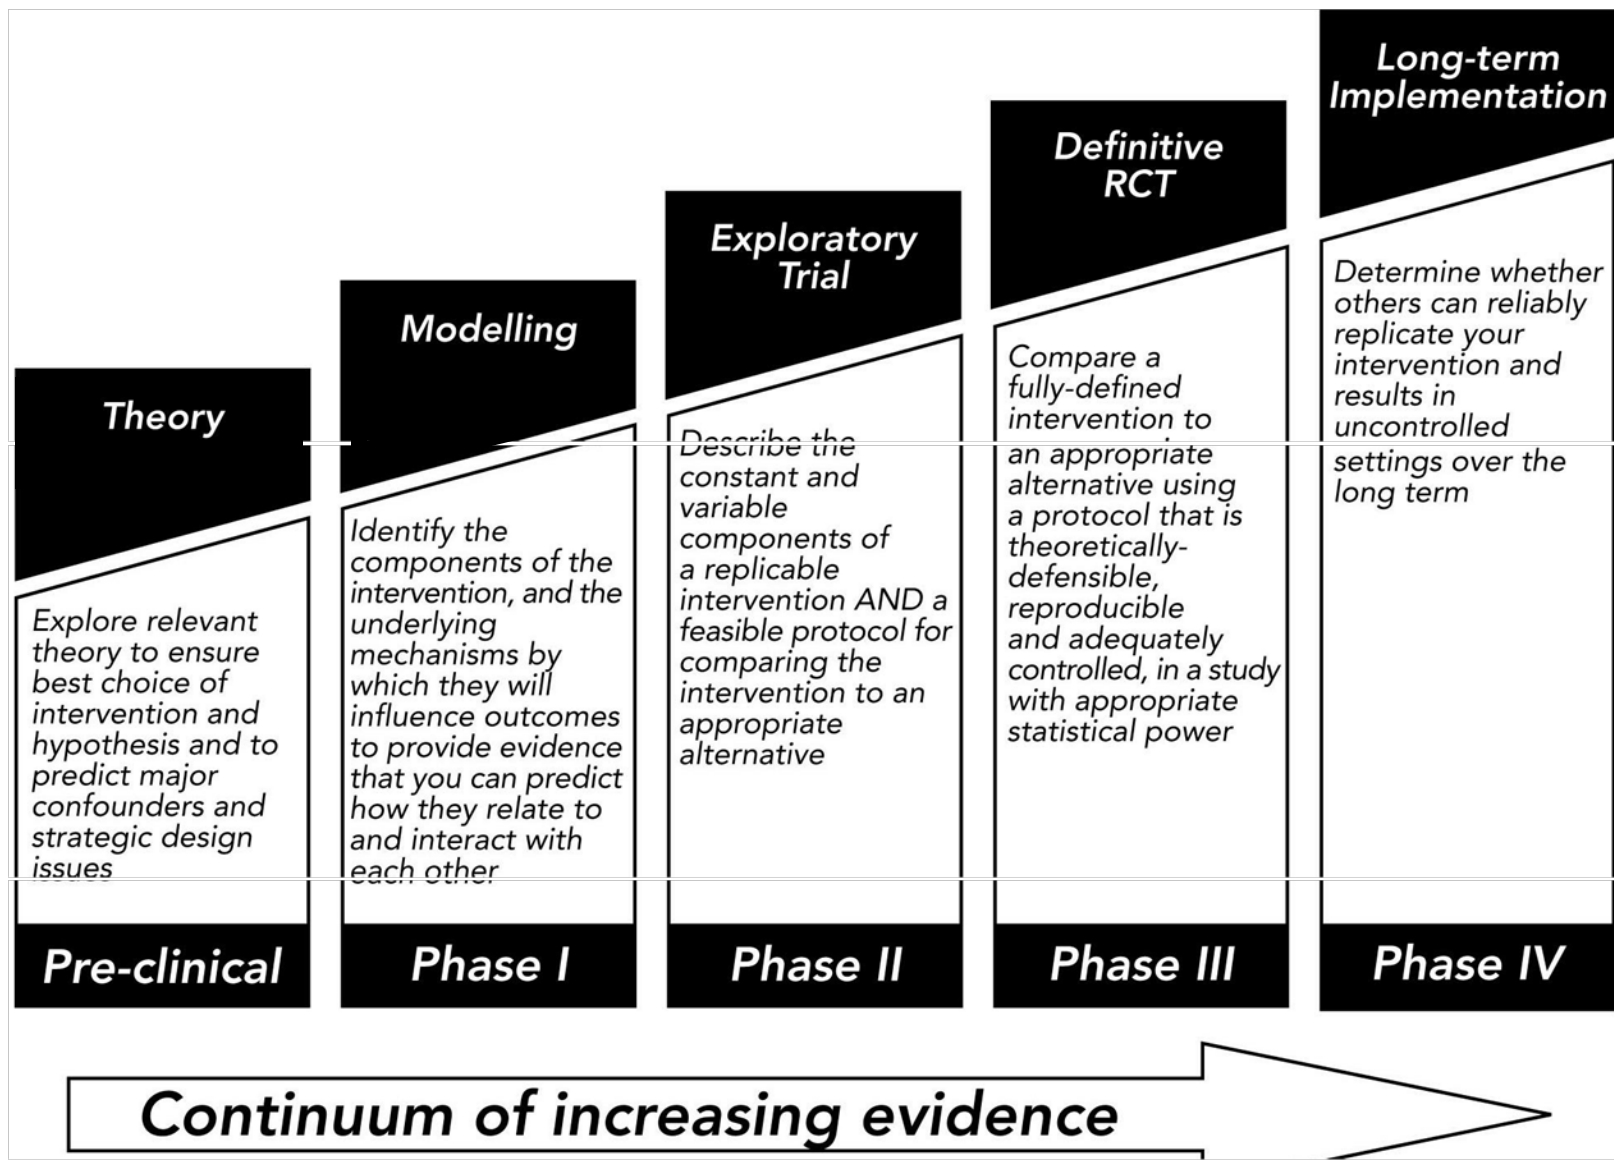 Theory
Explore relevant
theory to ensure
best choice of
intervention and
hypothesis and to
predict major
confounders and
strategic design
issues
Pre-clinical
Modelling
Identify the
components of the
intervention, and the
underlying
mechanisms by
which they will
influence outcomes
to provide evidence
that you can predict
how they relate to
and interact with
each other
Phase I
Exploratory
Trial
Describe the
constant and
variable
components of
a replicable
intervention AND a
feasible protocol for
comparing the
intervention to an
appropriate
alternative
Phase II
Definitive
RCT
Compare a
fully-defined
intervention to
an appropriate
alternative using
a protocol that is
theoretically-
defensible,
reproducible
and adequately
controlled, in a study
with appropriate
statistical power
Phase III
Long-term
Implementation
Determine whether
others can reliably
replicate your
intervention and
results in
uncontrolled
settings over the
long term
Phase IV
Continuum of increasing evidence